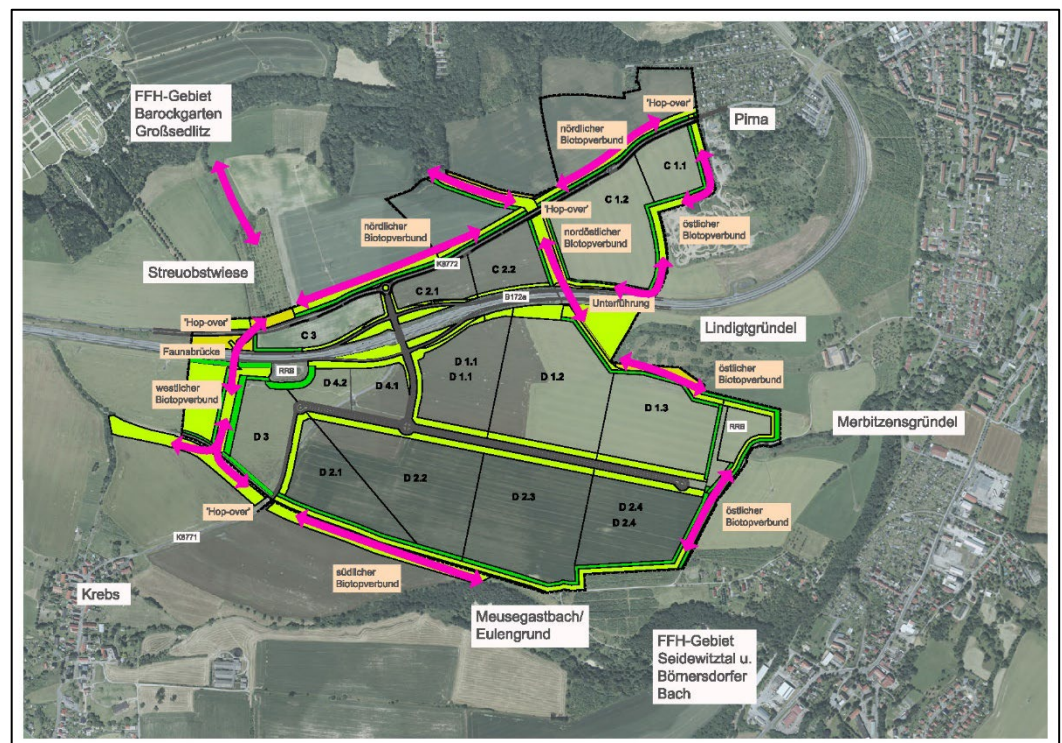 FFH-Gebiet
Barockgarten
Großsedlitz
'Hop-over'
Pirna
nördlicher
Biotopverbund
C 1.1
C 1.2
'Hop-over'
nördlicher
Biotopverbund
nordöstlicher
Biotopverbund
östlicher
Biotopverbund
Streuobstwiese
K8772
C 2.2
C 2.1
B172a
Unterführung
'Hop-over'
C 3
Lindigtgründel
Faunabrücke
RRB
D 1.1
D 1.1
D 1.2
östlicher
Biotopverbund
westlicher
Biotopverbund
D 4.2
D 4.1
D 1.3
RRB
Merbitzensgründel
D 3
D 2.1
D 2.2
D 2.3
D 2.4
D 2.4
östlicher
Biotopverbund
'Hop-over'
K8771
südlicher
Biotopverbund
Krebs
Meusegastbach/
Eulengrund
FFH-Gebiet
Seidewitztal u.
Börnersdorfer
Bach